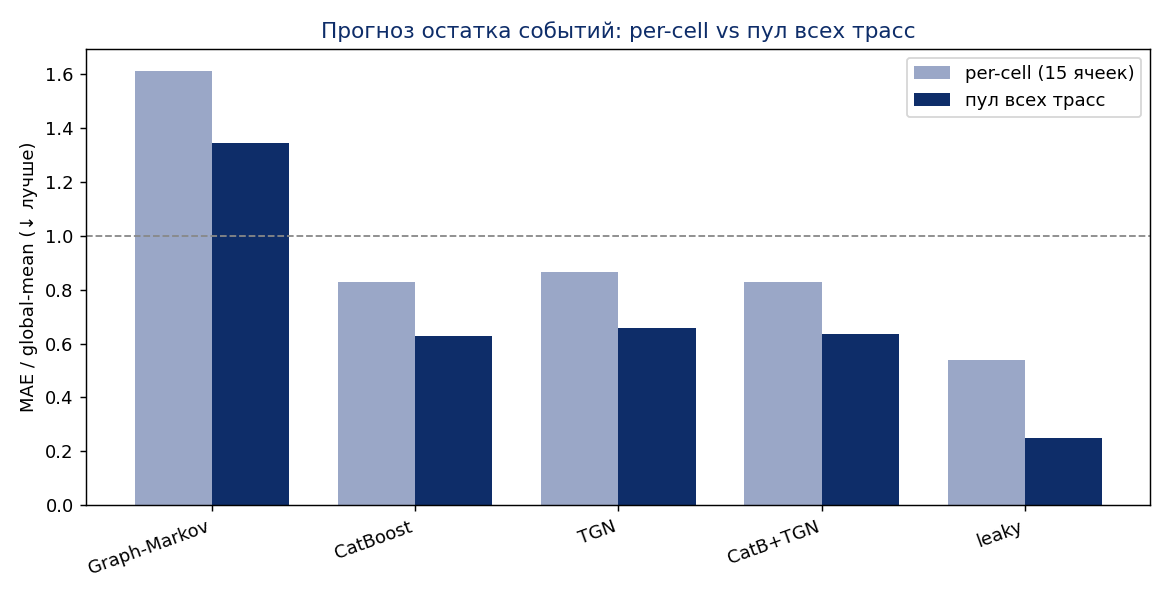 Прогноз остатка событий: per-cell vs пул всех трасс
per-cell (15 ячеек)
пул всех трасс
MAE / global-mean (↓ лучше)
1.6
1.4
1.2
1.0
0.8
0.6
0.4
0.2
0.0
Graph-Markov
CatBoost
TGN
CatB+TGN
leaky